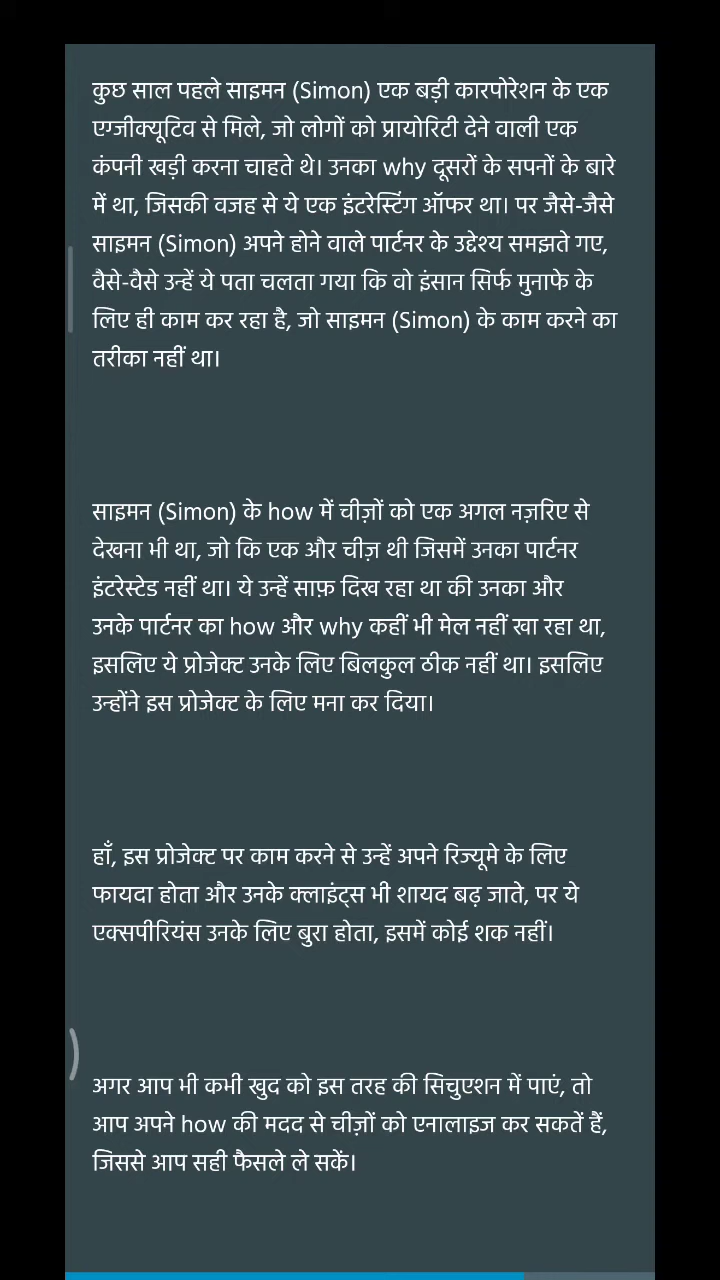 कुछ साल पहले साइमन (Simon) एक बड़ी कारपोरेशन के एक
एग्जीक्यूटिव से मिले, जो लोगों को प्रायोरिटी देने वाली एक
कंपनी खड़ी करना चाहते थे। उनका why दूसरों के सपनों के बारे
में था, जिसकी वजह से ये एक इंटरेस्टिंग ऑफर था। पर जैसे-जैसे
साइमन (Simon) अपने होने वाले पार्टनर के उद्देश्य समझते गए,
वैसे-वैसे उन्हें ये पता चलता गया कि वो इंसान सिर्फ मुनाफे के
लिए ही काम कर रहा है, जो साइमन (Simon) के काम करने का
तरीका नहीं था।
साइमन (Simon) के how में चीज़ों को एक अगल नज़रिए से
देखना भी था, जो कि एक और चीज़ थी जिसमें उनका पार्टनर
इंटरेस्टेड नहीं था। ये उन्हें साफ़ दिख रहा था की उनका और
उनके पार्टनर का how और why कहीं भी मेल नहीं खा रहा था,
इसलिए ये प्रोजेक्ट उनके लिए बिलकुल ठीक नहीं था। इसलिए
उन्होंने इस प्रोजेक्ट के लिए मना कर दिया।
हाँ, इस प्रोजेक्ट पर काम करने से उन्हें अपने रिज्यूमे के लिए
फायदा होता और उनके क्लाइंट्स भी शायद बढ़ जाते, पर ये
एक्सपीरियंस उनके लिए बुरा होता, इसमें कोई शक नहीं।
अगर आप भी कभी खुद को इस तरह की सिचुएशन में पाएं, तो
आप अपने how की मदद से चीज़ों को एनालाइज कर सकतें हैं,
जिससे आप सही फैसले ले सकें।